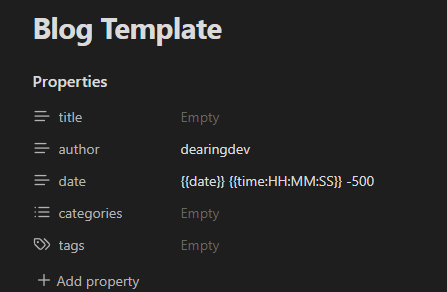 Blog Template
Properties
title Empty
author dearingdev
date {{date}} {{time:HH:MM:SS}} -500
categories Empty
tags Empty
+ Add property